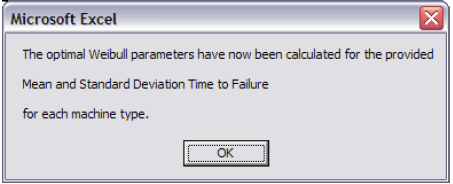 Microsoft Excel
The optimal Weibull parameters have now been calculated for the provided
Mean and Standard Deviation Time to Failure
for each machine type.
OK